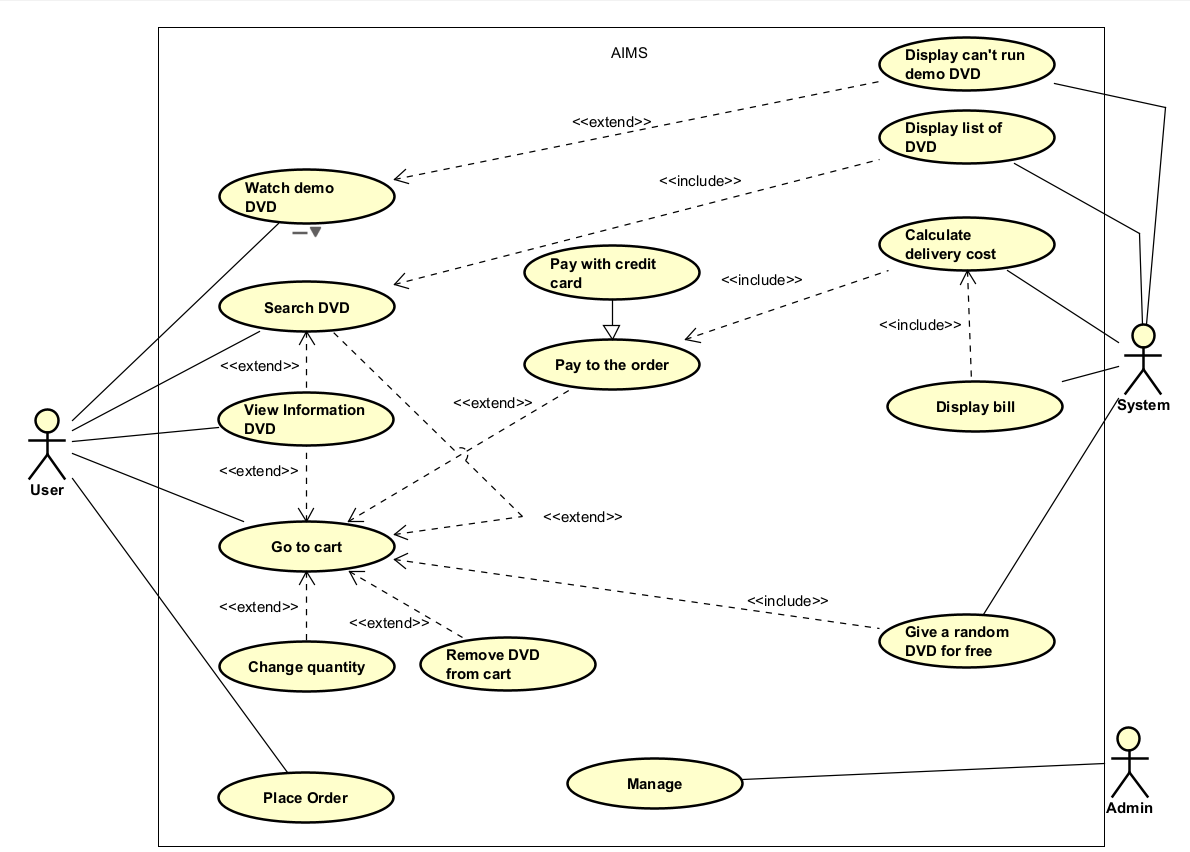 AIMS
Display can't run
demo DVD
<<extend>>
Display list of
DVD
<<include>>
Watch demo
DVD
Calculate
delivery cost
Pay with credit
card
<<include>>
Search DVD
<<include>>
<<extend>>
Pay to the order
View Information
DVD
<<extend>>
Display bill
System
<<extend>>
User
<<extend>>
Go to cart
<<include>>
<<extend>>
<<extend>>
Give a random
DVD for free
Change quantity
Remove DVD
from cart
Place Order
Manage
Admin